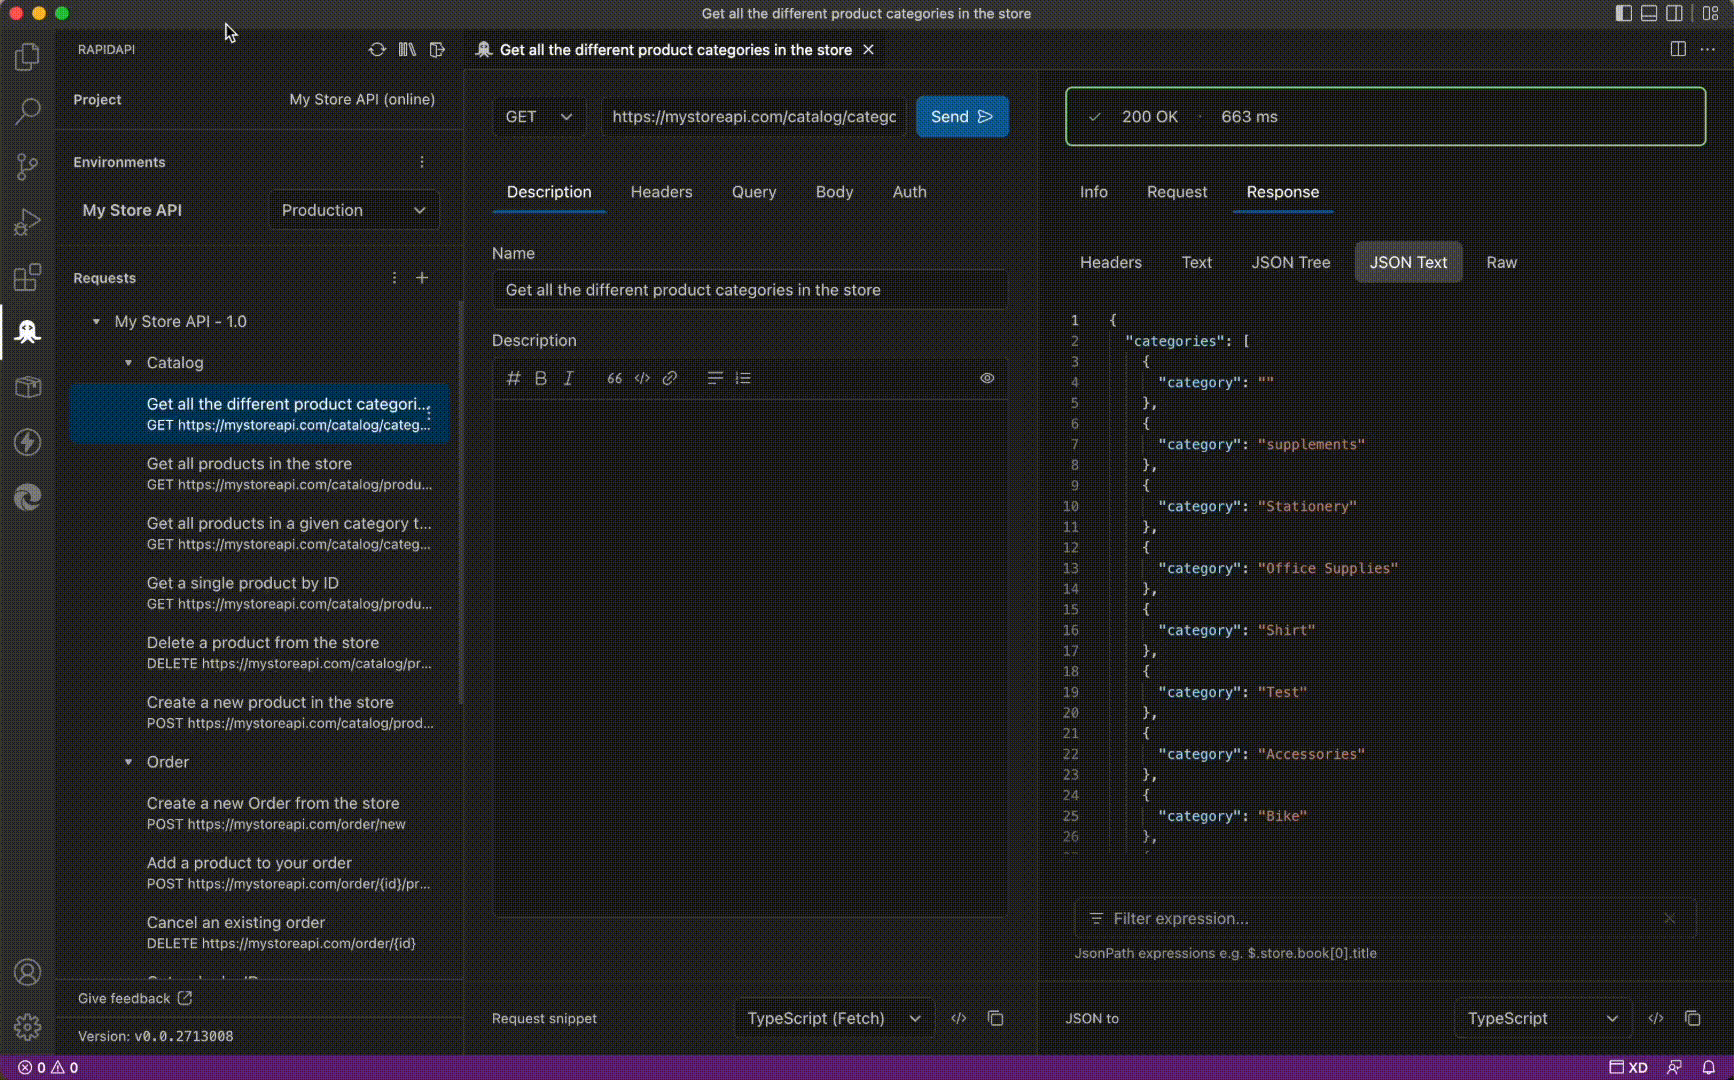 Get all the different product categories in the store
RAPIDAPI
Project
My Store API (online)
Environments
My Store API
Production
Requests
My Store API - 1.0
Catalog
Get all the different product categori...
GET https://mystoreapi.com/catalog/categ...
Get all products in the store
GET https://mystoreapi.com/catalog/produ...
Get all products in a given category t...
GET https://mystoreapi.com/catalog/categ...
Get a single product by ID
GET https://mystoreapi.com/catalog/produ...
Delete a product from the store
DELETE https://mystoreapi.com/catalog/pr...
Create a new product in the store
POST https://mystoreapi.com/catalog/prod...
Order
Create a new Order from the store
POST https://mystoreapi.com/order/new
Add a product to your order
POST https://mystoreapi.com/order/{id}/pr...
Cancel an existing order
DELETE https://mystoreapi.com/order/{id}
Give feedback
Version: v0.0.2713008
Get all the different product categories in the store
GET
https://mystoreapi.com/catalog/catego
Send
Description Headers Query Body Auth
Name
Get all the different product categories in the store
Description
Request snippet
TypeScript (Fetch)
200 OK · 663 ms
Info Request Response
Headers Text JSON Tree JSON Text Raw
1 {
2 "categories": [
3 {
4 "category": ""
5 },
6 {
7 "category": "supplements"
8 },
9 {
10 "category": "Stationery"
11 },
12 {
13 "category": "Office Supplies"
14 },
15 {
16 "category": "Shirt"
17 },
18 {
19 "category": "Test"
20 },
21 {
22 "category": "Accessories"
23 },
24 {
25 "category": "Bike"
26 },
Filter expression...
JsonPath expressions e.g. $.store.book[0].title
JSON to
TypeScript
0 0
XD